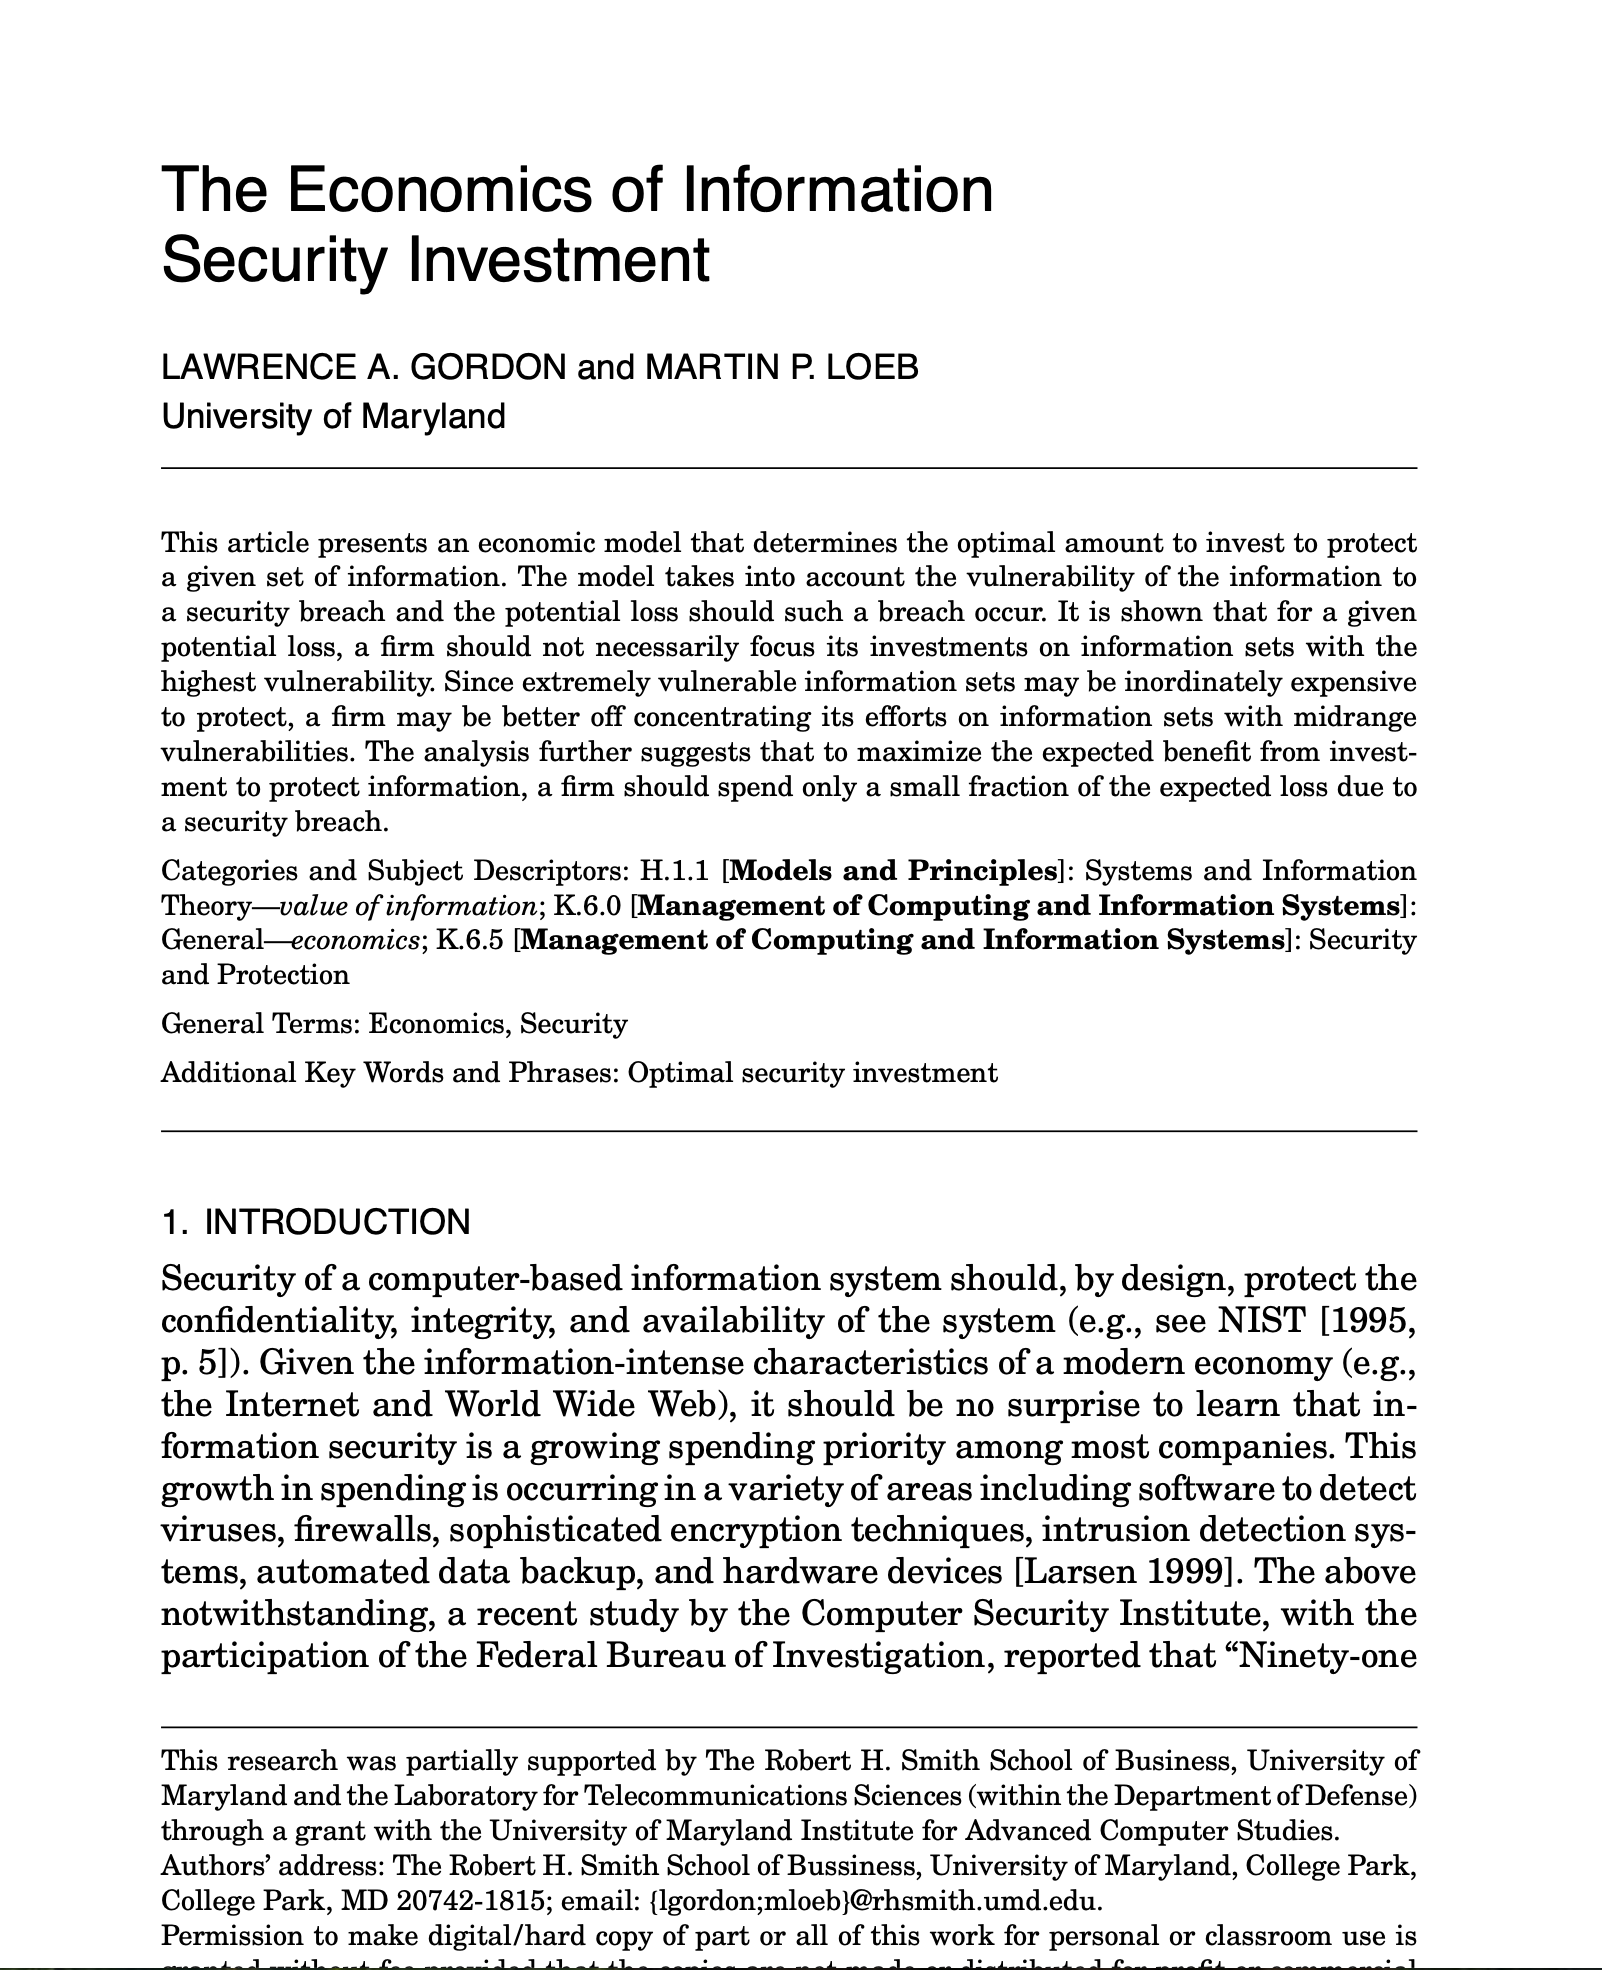 The Economics of Information
Security Investment
LAWRENCE A. GORDON and MARTIN P. LOEB
University of Maryland
This article presents an economic model that determines the optimal amount to invest to protect
a given set of information. The model takes into account the vulnerability of the information to
a security breach and the potential loss should such a breach occur. It is shown that for a given
potential loss, a firm should not necessarily focus its investments on information sets with the
highest vulnerability. Since extremely vulnerable information sets may be inordinately expensive
to protect, a firm may be better off concentrating its efforts on information sets with midrange
vulnerabilities. The analysis further suggests that to maximize the expected benefit from invest-
ment to protect information, a firm should spend only a small fraction of the expected loss due to
a security breach.
Categories and Subject Descriptors: H.1.1 [Models and Principles]: Systems and Information
Theory—value of information; K.6.0 [Management of Computing and Information Systems]:
General—economics; K.6.5 [Management of Computing and Information Systems]: Security
and Protection
General Terms: Economics, Security
Additional Key Words and Phrases: Optimal security investment
1. INTRODUCTION
Security of a computer-based information system should, by design, protect the
confidentiality, integrity, and availability of the system (e.g., see NIST [1995,
p. 5]). Given the information-intense characteristics of a modern economy (e.g.,
the Internet and World Wide Web), it should be no surprise to learn that in-
formation security is a growing spending priority among most companies. This
growth in spending is occurring in a variety of areas including software to detect
viruses, firewalls, sophisticated encryption techniques, intrusion detection sys-
tems, automated data backup, and hardware devices [Larsen 1999]. The above
notwithstanding, a recent study by the Computer Security Institute, with the
participation of the Federal Bureau of Investigation, reported that “Ninety-one
This research was partially supported by The Robert H. Smith School of Business, University of
Maryland and the Laboratory for Telecommunications Sciences (within the Department of Defense)
through a grant with the University of Maryland Institute for Advanced Computer Studies.
Authors’ address: The Robert H. Smith School of Bussiness, University of Maryland, College Park,
College Park, MD 20742-1815; email: {lgordon;mloeb}@rhsmith.umd.edu.
Permission to make digital/hard copy of part or all of this work for personal or classroom use is
granted without fee provided that the copies are not made or distributed for profit or commercial